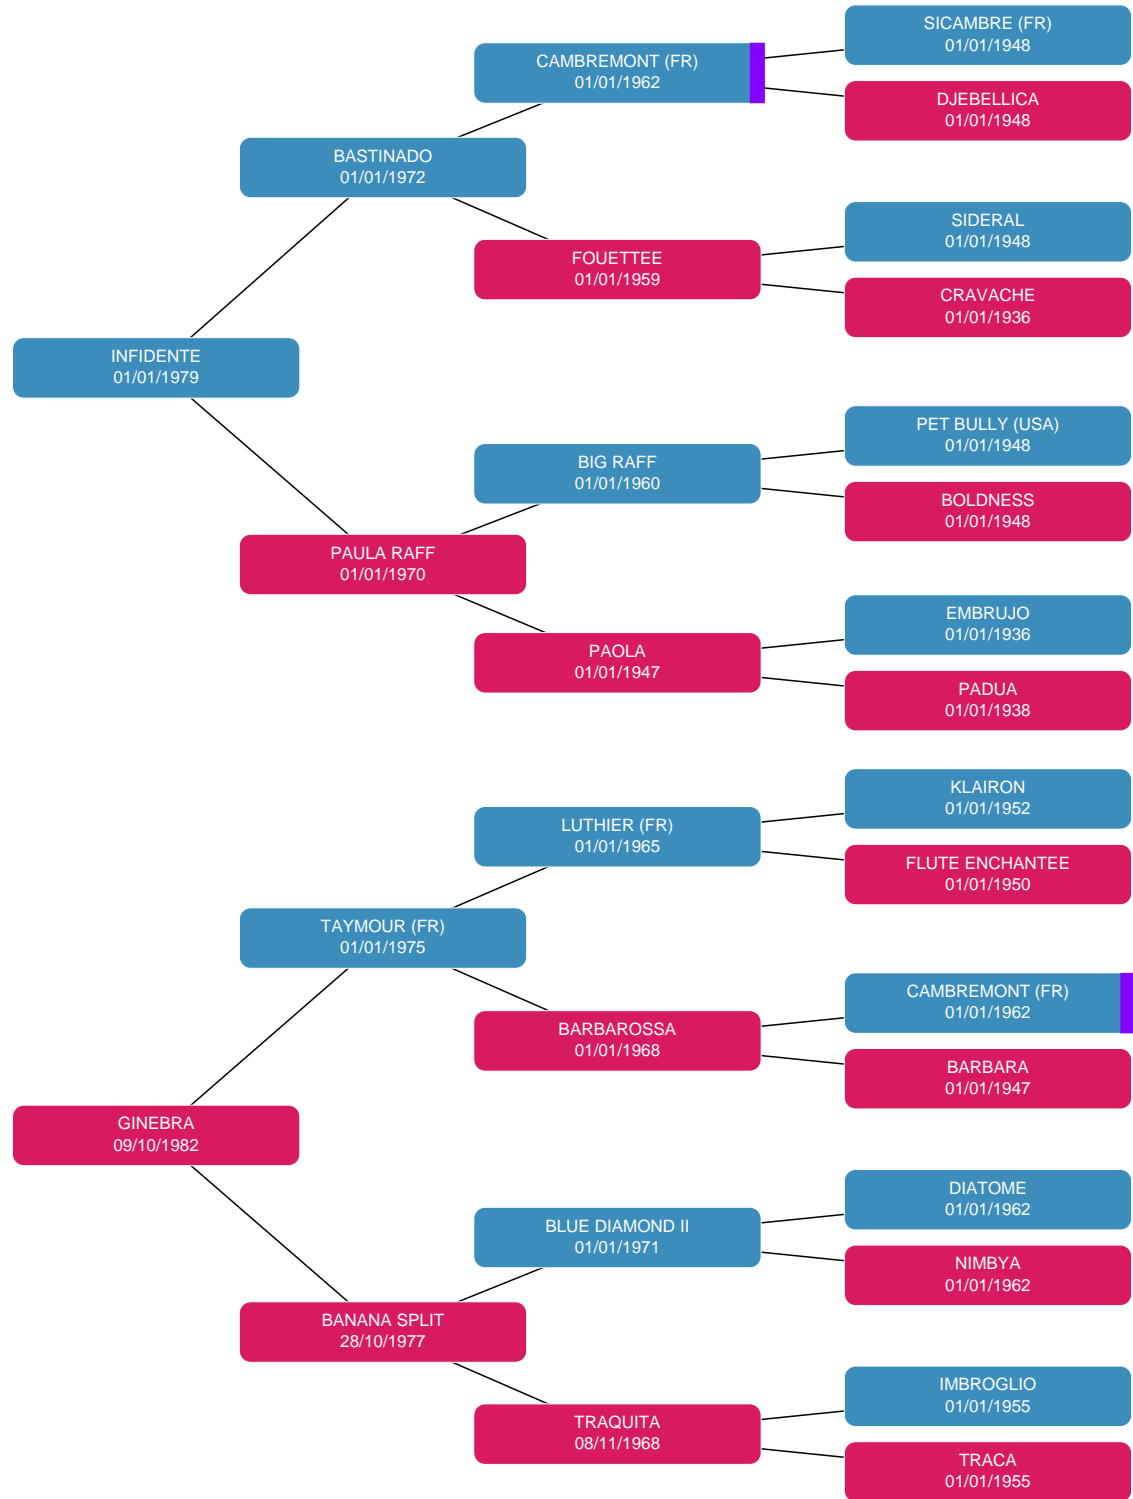 SICAMBRE (FR)
01/01/1948
CAMBREMONT (FR)
01/01/1962
DJEBELLICA
01/01/1948
BASTINADO
01/01/1972
SIDERAL
01/01/1948
FOUETTEE
01/01/1959
CRAVACHE
01/01/1936
INFIDENTE
01/01/1979
PET BULLY (USA)
01/01/1948
BIG RAFF
01/01/1960
BOLDNESS
01/01/1948
PAULA RAFF
01/01/1970
EMBRUJO
01/01/1936
PAOLA
01/01/1947
PADUA
01/01/1938
KLAIRON
01/01/1952
LUTHIER (FR)
01/01/1965
FLUTE ENCHANTEE
01/01/1950
TAYMOUR (FR)
01/01/1975
CAMBREMONT (FR)
01/01/1962
BARBAROSSA
01/01/1968
BARBARA
01/01/1947
GINEBRA
09/10/1982
DIATOME
01/01/1962
BLUE DIAMOND II
01/01/1971
NIMBYA
01/01/1962
BANANA SPLIT
28/10/1977
IMBROGLIO
01/01/1955
TRAQUITA
08/11/1968
TRACA
01/01/1955